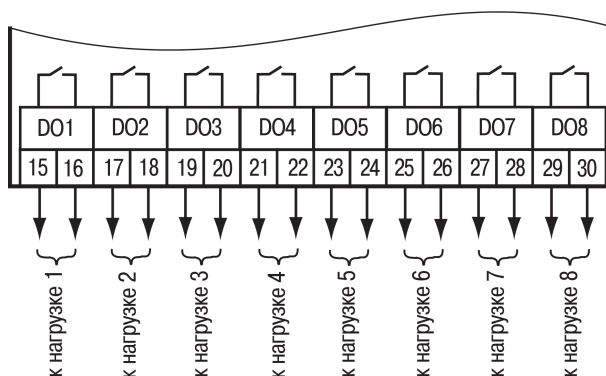 DO1 DO2 DO3 DO4 DO5 DO6 DO7 DO8
15 16 17 18 19 20 21 22 23 24 25 26 27 28 29 30
к нагрузке 1
к нагрузке 2
к нагрузке 3
к нагрузке 4
к нагрузке 5
к нагрузке 6
к нагрузке 7
к нагрузке 8